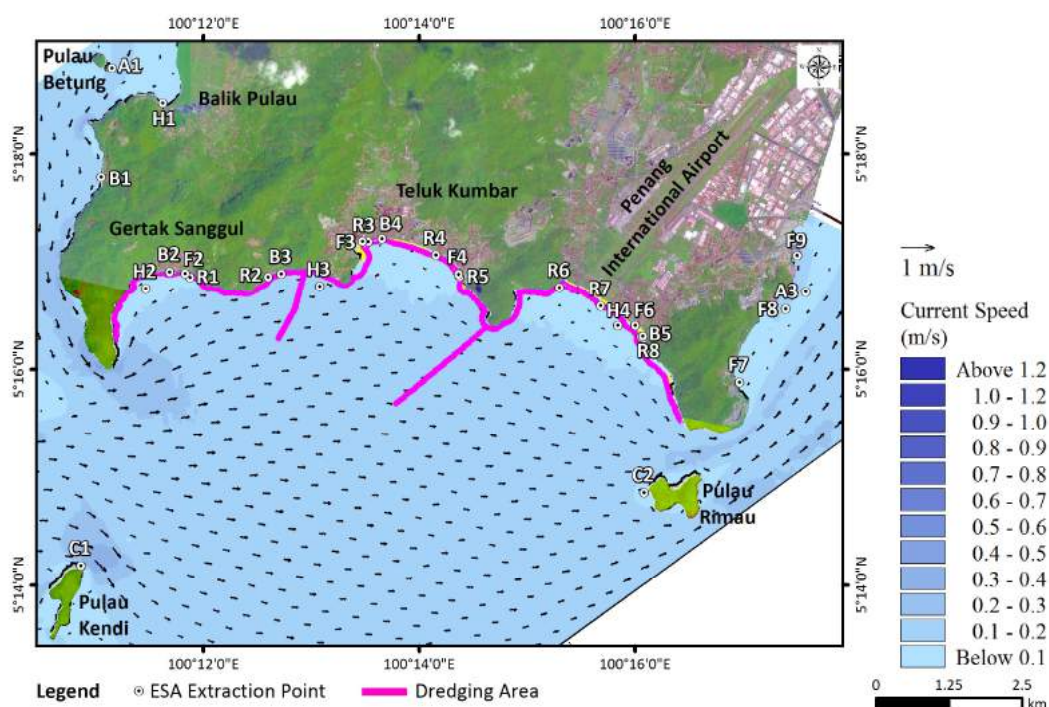 100°12'0"E
100°14'0"E
100°16'0"E
5°18'0"N
5°16'0"N
5°14'0"N
5°18'0"N
5°16'0"N
5°14'0"N
100°12'0"E
100°14'0"E
100°16'0"E
Pulau
Betung
A1
H1
Balik Pulau
B1
Gertak Sanggul
Teluk Kumbar
Penang
International Airport
B2
F2
H2
R1
R2
B3
H3
F3
R3
B4
R4
F4
R5
R6
R7
H4
F6
B5
R8
F7
F8
A3
F9
C2
Pulau
Rimau
C1
Pulau
Kendi
1 m/s
Current Speed
(m/s)
Above 1.2
1.0 - 1.2
0.9 - 1.0
0.8 - 0.9
0.7 - 0.8
0.6 - 0.7
0.5 - 0.6
0.4 - 0.5
0.3 - 0.4
0.2 - 0.3
0.1 - 0.2
Below 0.1
0 1.25 2.5
km
Legend ESA Extraction Point Dredging Area